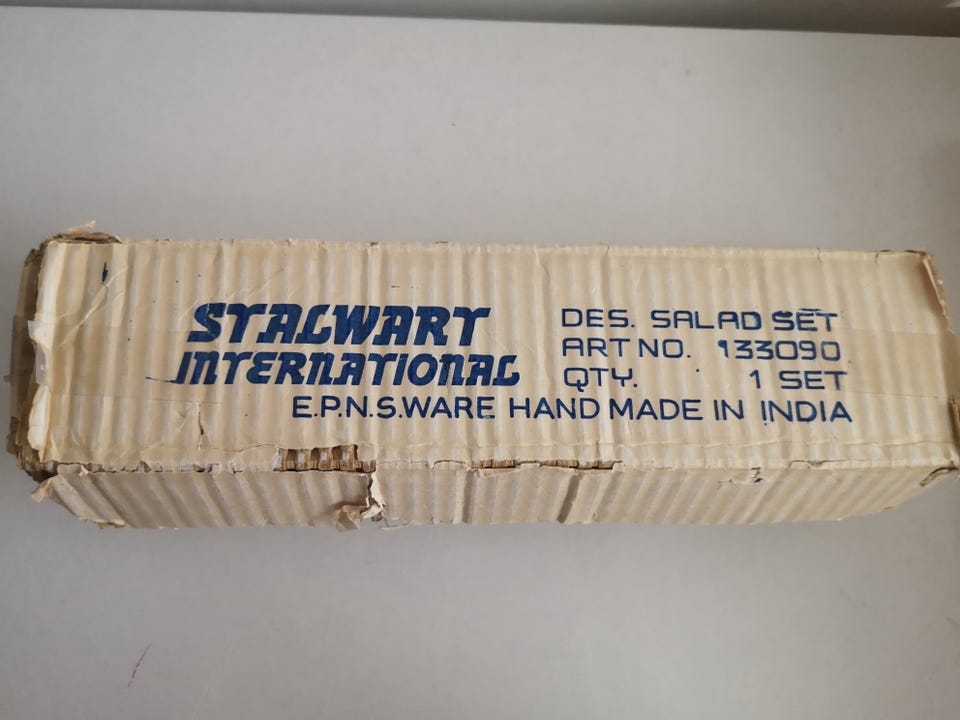 STALWART
INTERNATIONAL
DES. SALAD SET
ART NO. 133090
QTY. 1 SET
E.P.N.S.WARE HAND MADE IN INDIA